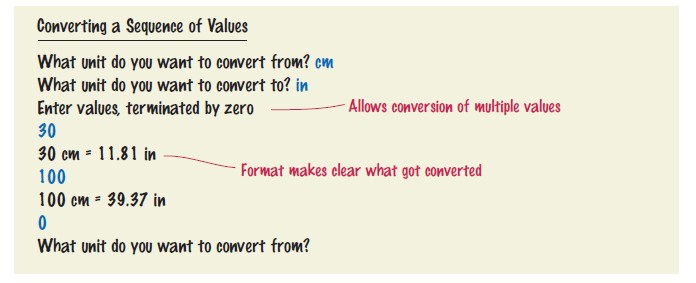 Converting a Sequence of Values
What unit do you want to convert from? cm
What unit do you want to convert to? in
Enter values, terminated by zero
Allows conversion of multiple values
30
30 cm = 11.81 in
Format makes clear what got converted
100
100 cm = 39.37 in
0
What unit do you want to convert from?